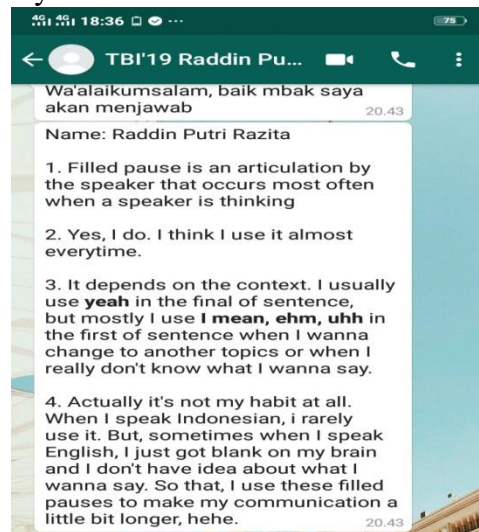 4G 4G 18:36 ...
75
TBI'19 Raddin Pu...
Wa'alaikumsalam, baik mbak saya
akan menjawab
20.43
Name: Raddin Putri Razita
1. Filled pause is an articulation by
the speaker that occurs most often
when a speaker is thinking
2. Yes, I do. I think I use it almost
everytime.
3. It depends on the context. I usually
use yeah in the final of sentence,
but mostly I use I mean, ehm, uhh in
the first of sentence when I wanna
change to another topics or when I
really don't know what I wanna say.
4. Actually it's not my habit at all.
When I speak Indonesian, i rarely
use it. But, sometimes when I speak
English, I just got blank on my brain
and I don't have idea about what I
wanna say. So that, I use these filled
pauses to make my communication a
little bit longer, hehe.
20.43